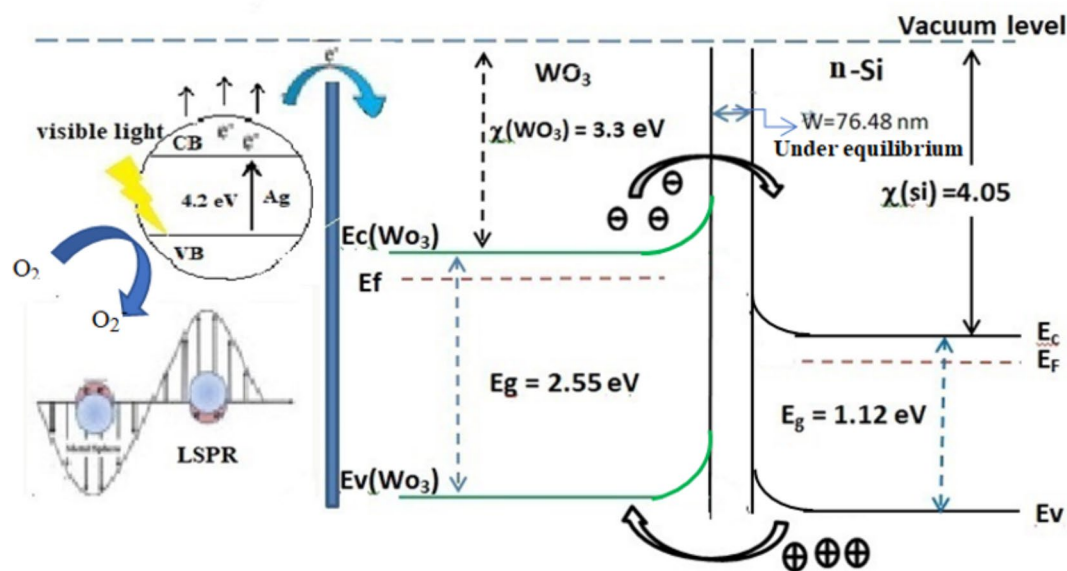 Vacuum level
e⁻
WO₃
n-Si
visible light
CB
e⁻
e⁻
χ(WO₃) = 3.3 eV
W=76.48 nm
Under equilibrium
4.2 eV
Ag
χ(si) =4.05
VB
Ec(Wo₃)
Ef
O₂
O₂⁻
Ec
EF
Eg = 2.55 eV
Eg = 1.12 eV
Metal Sphere
LSPR
Ev(Wo₃)
Ev